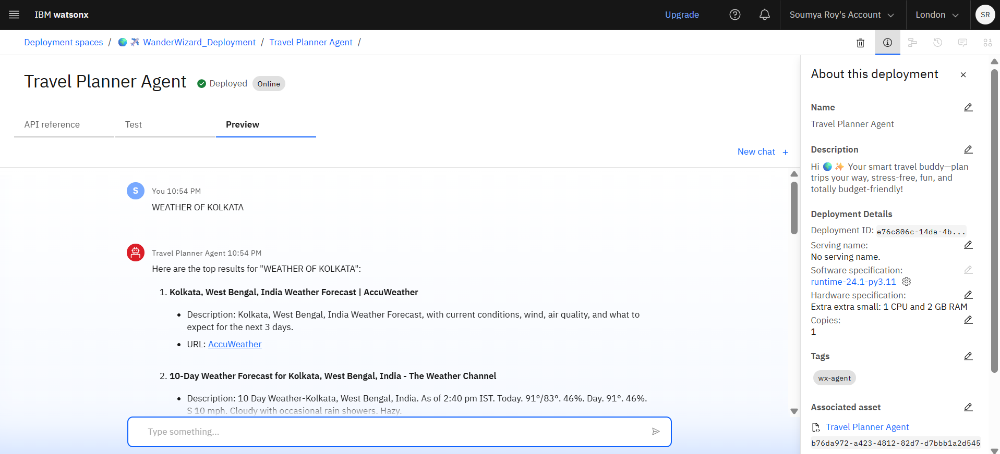 IBM watsonx
Upgrade
Soumya Roy's Account
London
SR
Deployment spaces / 🌍 ✈️ WanderWizard_Deployment / Travel Planner Agent /
Travel Planner Agent
Deployed
Online
API reference
Test
Preview
New chat +
S
You 10:54 PM
WEATHER OF KOLKATA
Travel Planner Agent 10:54 PM
Here are the top results for "WEATHER OF KOLKATA":
1. Kolkata, West Bengal, India Weather Forecast | AccuWeather
• Description: Kolkata, West Bengal, India Weather Forecast, with current conditions, wind, air quality, and what to
expect for the next 3 days.
• URL: AccuWeather
2. 10-Day Weather Forecast for Kolkata, West Bengal, India - The Weather Channel
• Description: 10 Day Weather-Kolkata, West Bengal, India. As of 2:40 pm IST. Today. 91°/83°. 46%. Day. 91°. 46%.
S 10 mph. Cloudy with occasional rain showers. Hazy.
Type something...
About this deployment
Name
Travel Planner Agent
Description
Hi 🌍 ✨ Your smart travel buddy—plan
trips your way, stress-free, fun, and
totally budget-friendly!
Deployment Details
Deployment ID: e76c806c-14da-4b...
Serving name:
No serving name.
Software specification:
runtime-24.1-py3.11
Hardware specification:
Extra extra small: 1 CPU and 2 GB RAM
Copies:
1
Tags
wx-agent
Associated asset
Travel Planner Agent
b76da972-a423-4812-82d7-d7bbb1a2d545